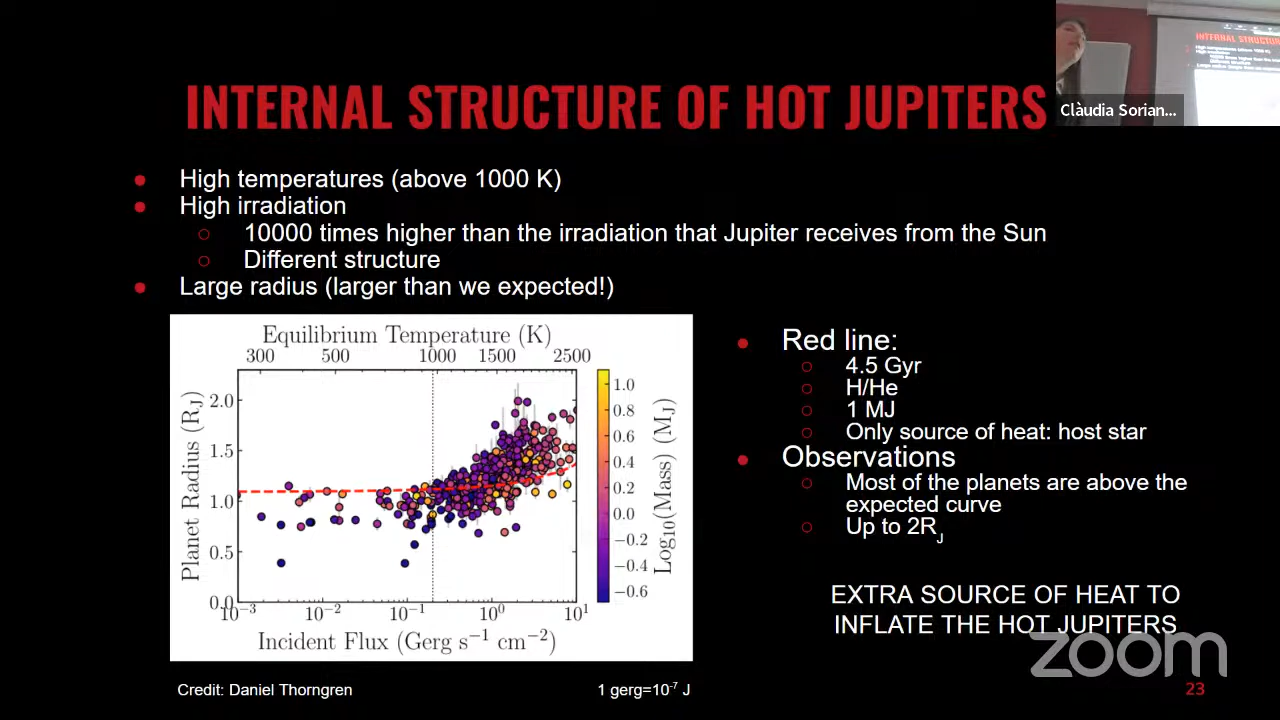 INTERNAL STRUCTURE OF HOT JUPITERS
INTERNAL STRUCTURE
Clàudia Sorian...
High temperatures (above 1000 K)
High irradiation
10000 times higher than the irradiation that Jupiter receives from the Sun
Different structure
Large radius (larger than we expected!)
Equilibrium Temperature (K)
300 500 1000 1500 2500
Planet Radius (R_J)
2.0
1.5
1.0
0.5
0.0
10⁻³ 10⁻² 10⁻¹ 10⁰ 10¹
Incident Flux (Gerg s⁻¹ cm⁻²)
1.0
0.8
0.6
0.4
0.2
0.0
−0.2
−0.4
−0.6
Log₁₀(Mass) (M_J)
Red line:
4.5 Gyr
H/He
1 MJ
Only source of heat: host star
Observations
Most of the planets are above the
expected curve
Up to 2R_J
EXTRA SOURCE OF HEAT TO
INFLATE THE HOT JUPITERS
zoom
Credit: Daniel Thorngren
1 gerg=10⁻⁷ J
23